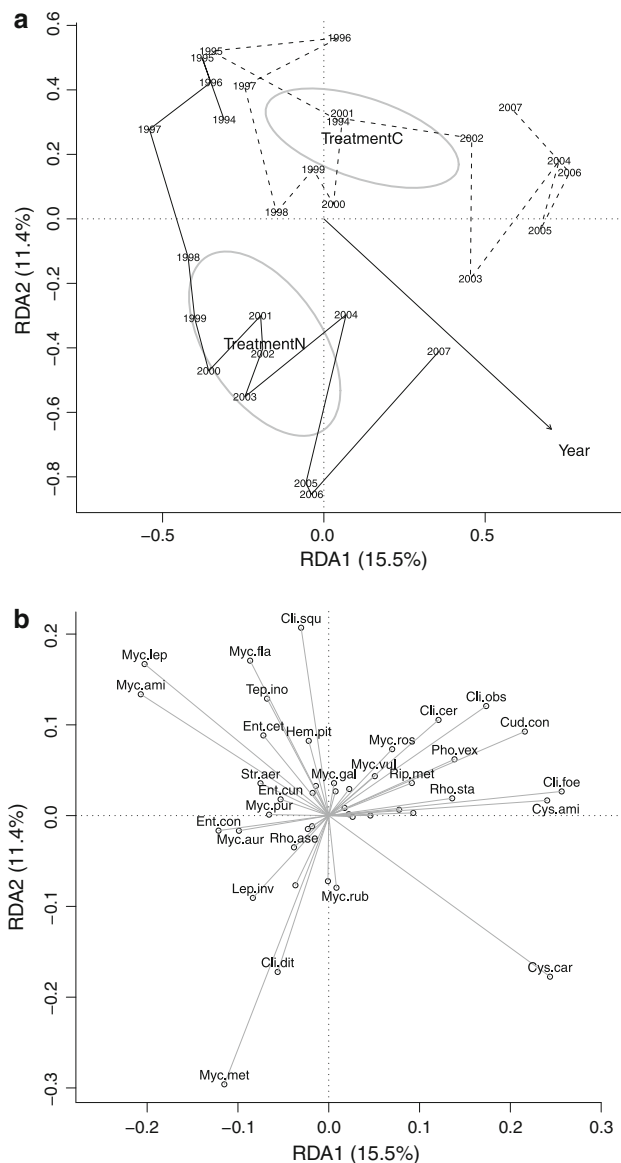 a
RDA2 (11.4%)
0.6
0.4
0.2
0.0
−0.2
−0.4
−0.6
−0.8
1995
1995
1996
1996
1997
1994
1997
2001
1994
TreatmentC
2007
2002
2004
2006
1999
1998
2000
2005
2003
1998
1999
2001
2004
TreatmentN
2002
2007
2000
2003
2005
2006
Year
−0.5
0.0
0.5
RDA1 (15.5%)
b
RDA2 (11.4%)
0.2
0.1
0.0
−0.1
−0.2
−0.3
Cli.squ
Myc.lep
Myc.fla
Myc.ami
Tep.ino
Cli.obs
Cli.cer
Cud.con
Ent.cet
Hem.pit
Myc.ros
Pho.vex
Str.aer
Myc.gal
Myc.vul
Rip.met
Cli.foe
Ent.cun
Rho.sta
Myc.pur
Cys.ami
Ent.con
Myc.aur
Rho.ase
Lep.inv
Myc.rub
Cli.dit
Cys.car
Myc.met
−0.2
−0.1
0.0
0.1
0.2
0.3
RDA1 (15.5%)